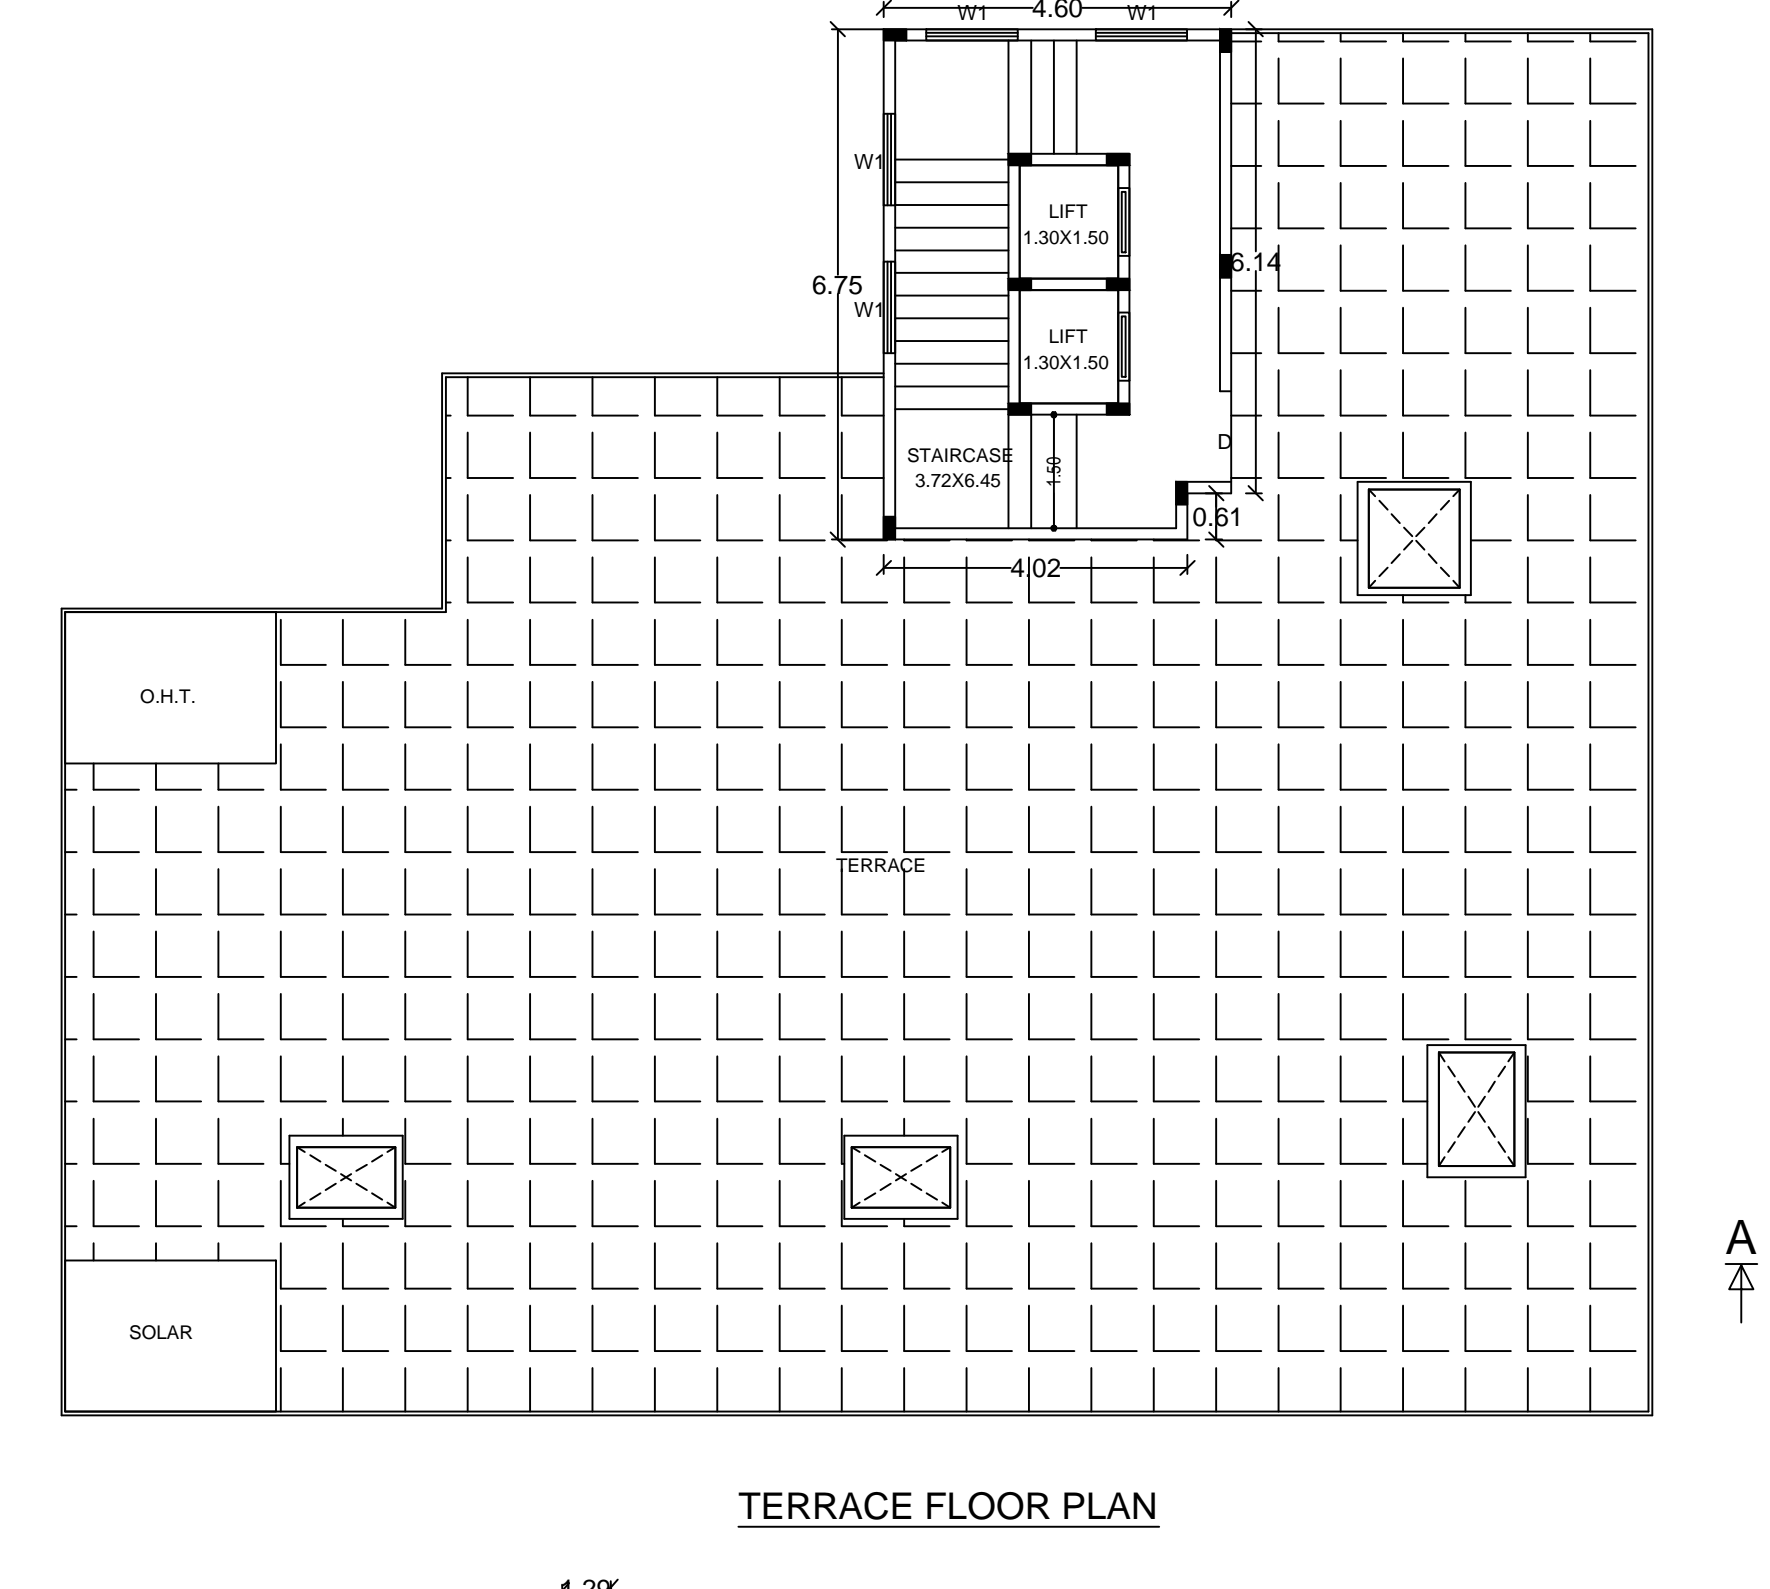 4.60
W1 W1
W1
LIFT
1.30X1.50
6.14
6.75
W1
LIFT
1.30X1.50
D
STAIRCASE
3.72X6.45
1.50
0.61
4.02
O.H.T.
TERRACE
A
SOLAR
TERRACE FLOOR PLAN